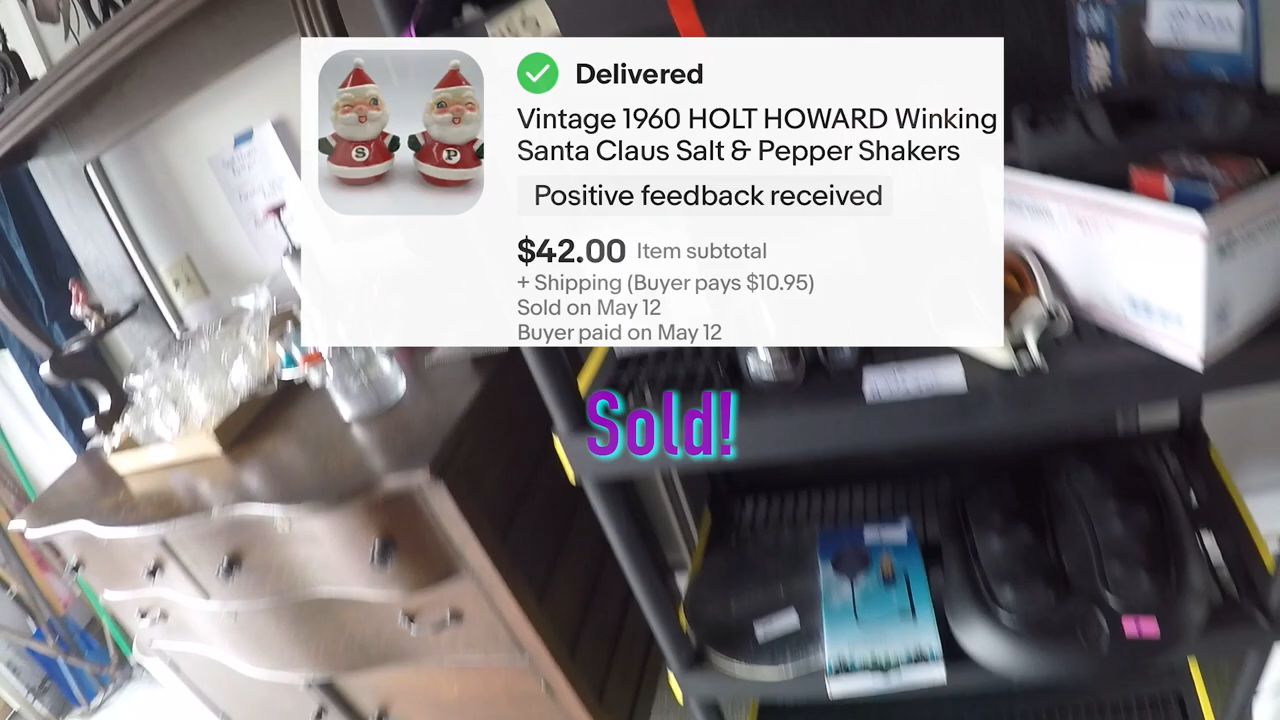 Delivered
Vintage 1960 HOLT HOWARD Winking
Santa Claus Salt & Pepper Shakers
S
P
Positive feedback received
$42.00 Item subtotal
+ Shipping (Buyer pays $10.95)
Sold on May 12
Buyer paid on May 12
Sold!